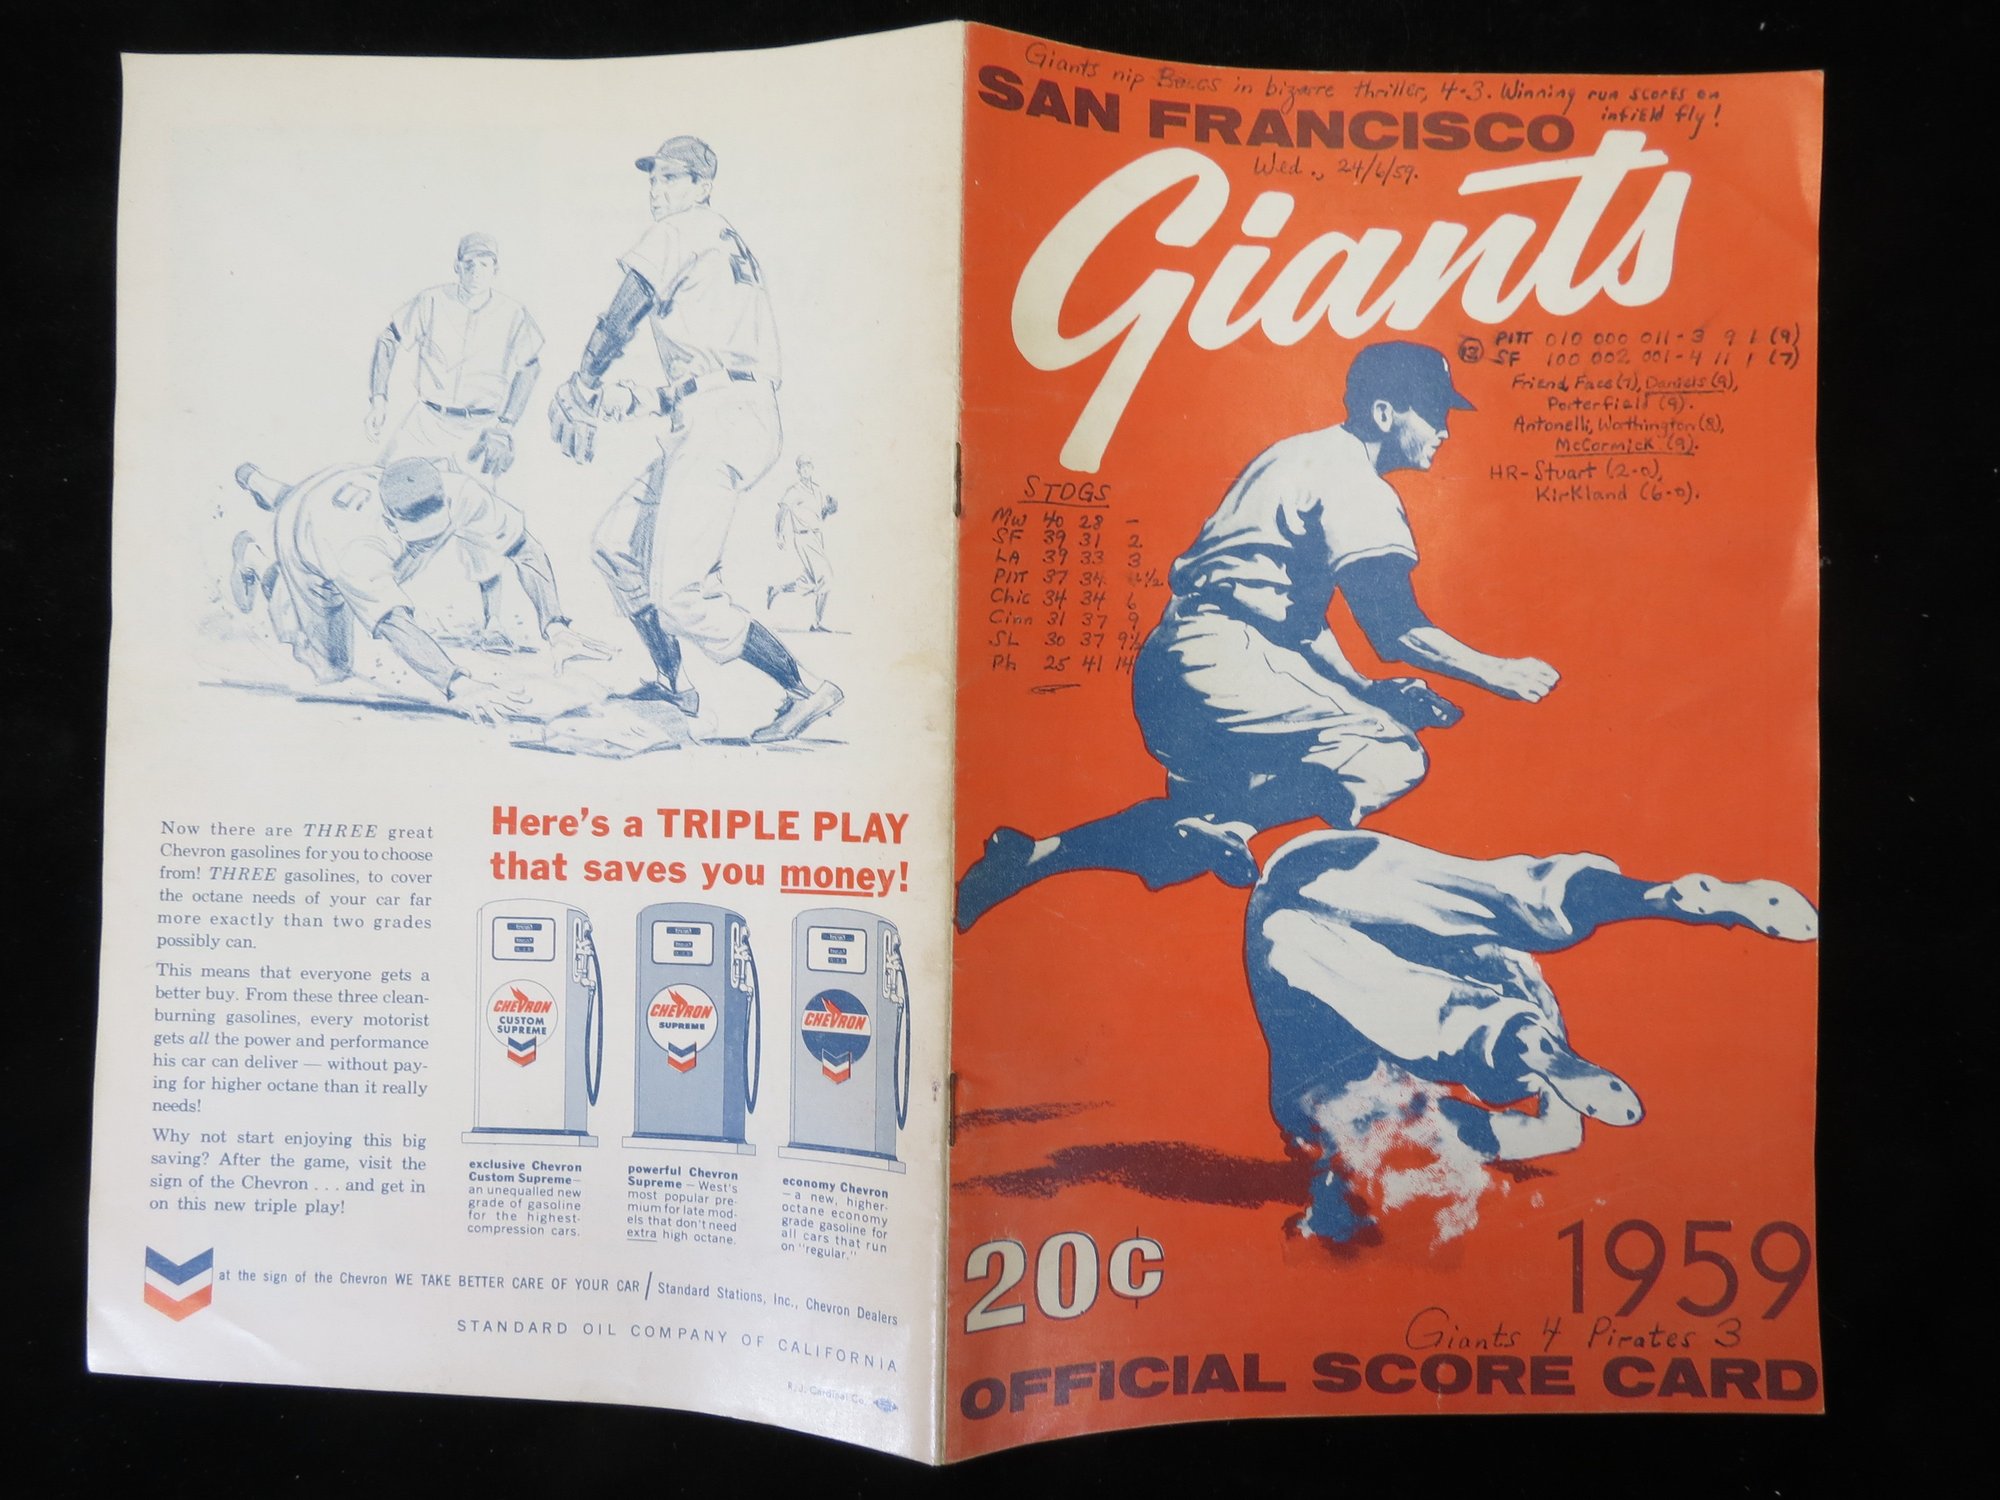 Now there are THREE great
Chevron gasolines for you to choose
from! THREE gasolines, to cover
the octane needs of your car far
more exactly than two grades
possibly can.
This means that everyone gets a
better buy. From these three clean-
burning gasolines, every motorist
gets all the power and performance
his car can deliver — without pay-
ing for higher octane than it really
needs!
Why not start enjoying this big
saving? After the game, visit the
sign of the Chevron . . . and get in
on this new triple play!
Here's a TRIPLE PLAY
that saves you money!
CHEVRON
CUSTOM
SUPREME
CHEVRON
SUPREME
CHEVRON
exclusive Chevron
Custom Supreme—
an unequalled new
grade of gasoline
for the highest-
compression cars.
powerful Chevron
Supreme — West's
most popular pre-
mium for late mod-
els that don't need
extra high octane.
economy Chevron
— a new, higher-
octane economy
grade gasoline for
all cars that run
on "regular."
at the sign of the Chevron WE TAKE BETTER CARE OF YOUR CAR / Standard Stations, Inc., Chevron Dealers
STANDARD OIL COMPANY OF CALIFORNIA
R. J. Cardinal Co.
Giants nip in bizarre thriller, 4-3. Winning run scores on
infield fly!
SAN FRANCISCO
Wed., 24/6/59.
Giants
PITT 010 000 011 - 3 9 1 (9)
13 SF 100 002 001 - 4 11 1 (7)
Friend, Face (7), Daniels (9),
Porterfield (9).
Antonelli, Worthington (8),
McCormick (9).
HR - Stuart (2-0),
Kirkland (6-0).
STDGS
Mw 40 28 —
SF 39 31 2
LA 39 33 3
PITT 37 34
Chic 34 34 6
Cinn 31 37 9
SL 30 37 9½
Ph 25 41 14
20¢
1959
Giants 4 Pirates 3
OFFICIAL SCORE CARD